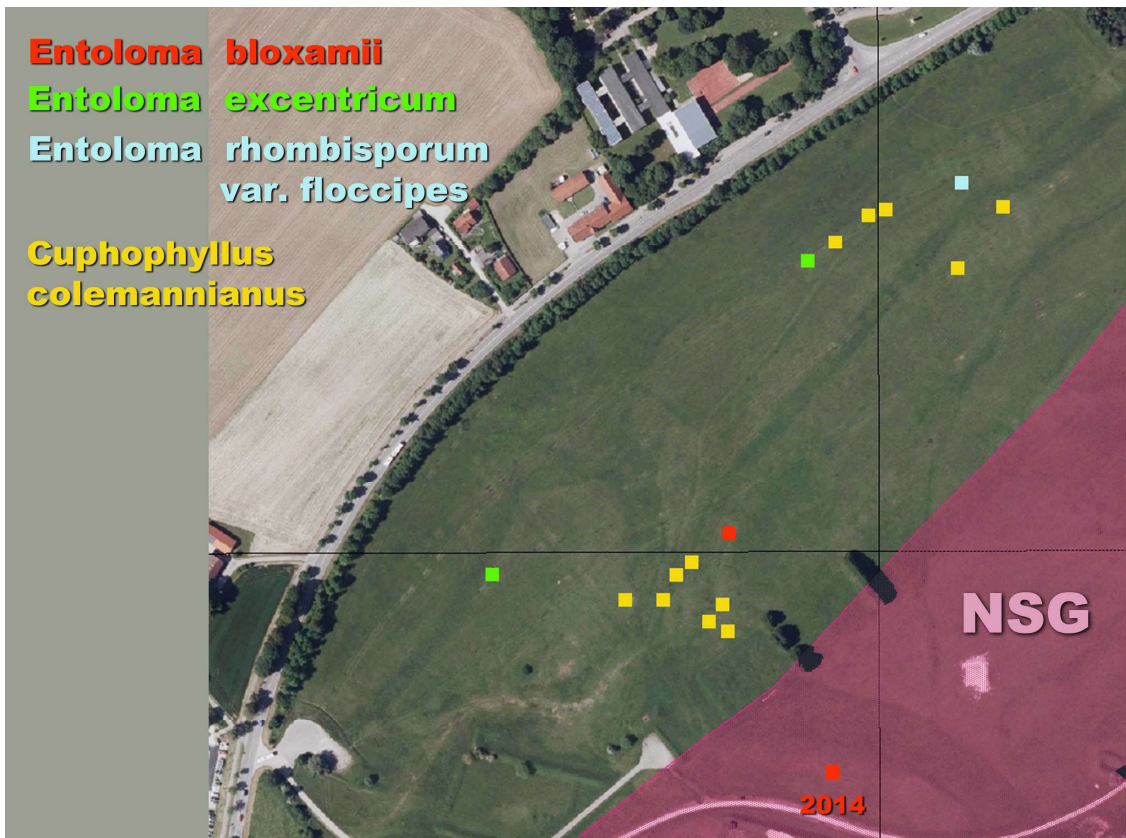 Entoloma bloxamii
Entoloma excentricum
Entoloma rhombisporum
var. floccipes
Cuphophyllus
colemannianus
NSG
2014